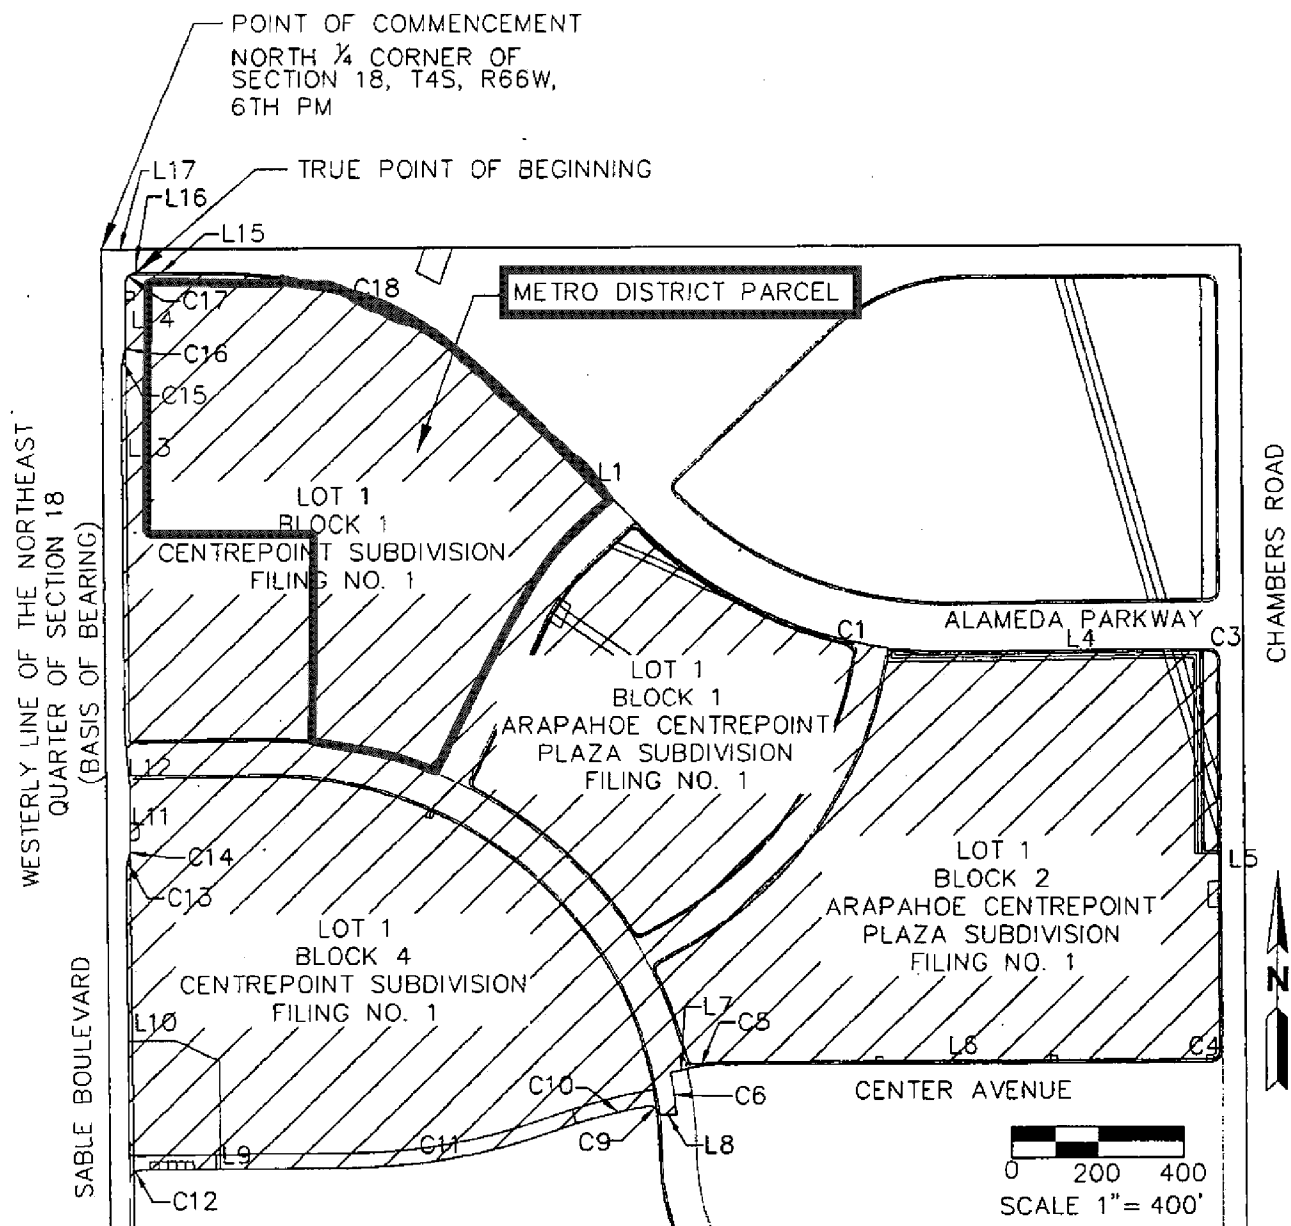 POINT OF COMMENCEMENT
NORTH ¼ CORNER OF
SECTION 18, T4S, R66W,
6TH PM
L17
TRUE POINT OF BEGINNING
L16
L15
C18
METRO DISTRICT PARCEL
C17
C16
C15
L1
LOT 1
BLOCK 1
CENTREPOINT SUBDIVISION
FILING NO. 1
WESTERLY LINE OF THE NORTHEAST
QUARTER OF SECTION 18
(BASIS OF BEARING)
CHAMBERS ROAD
ALAMEDA PARKWAY
C1
L4
C3
LOT 1
BLOCK 1
ARAPAHOE CENTREPOINT
PLAZA SUBDIVISION
FILING NO. 1
L12
L11
C14
C13
L5
LOT 1
BLOCK 2
ARAPAHOE CENTREPOINT
PLAZA SUBDIVISION
FILING NO. 1
LOT 1
BLOCK 4
CENTREPOINT SUBDIVISION
FILING NO. 1
N
SABLE BOULEVARD
L10
L7
C5
L6
C4
C10
C6
CENTER AVENUE
C9
L8
C11
L9
C12
0 200 400
SCALE 1"= 400'